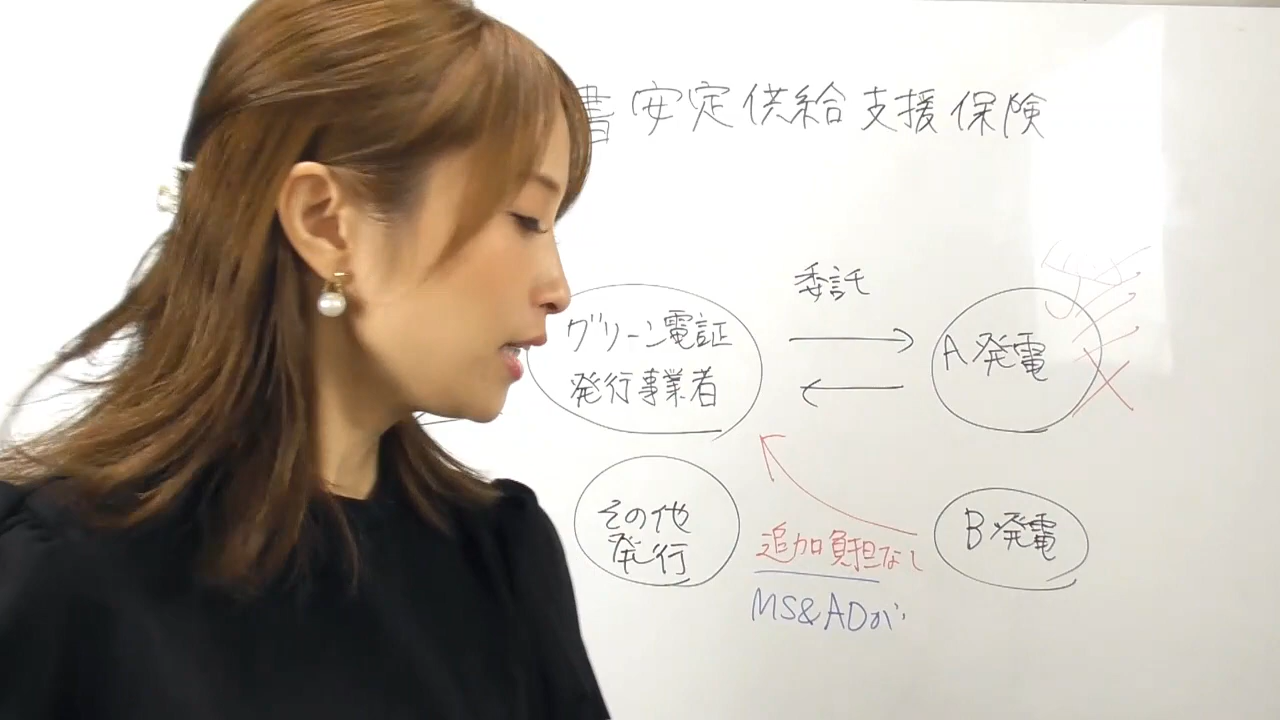 書安定供給支援保険
委託
グリーン電証
発行事業者
A発電
その他
発行
B発電
追加負担なし
MS&ADが